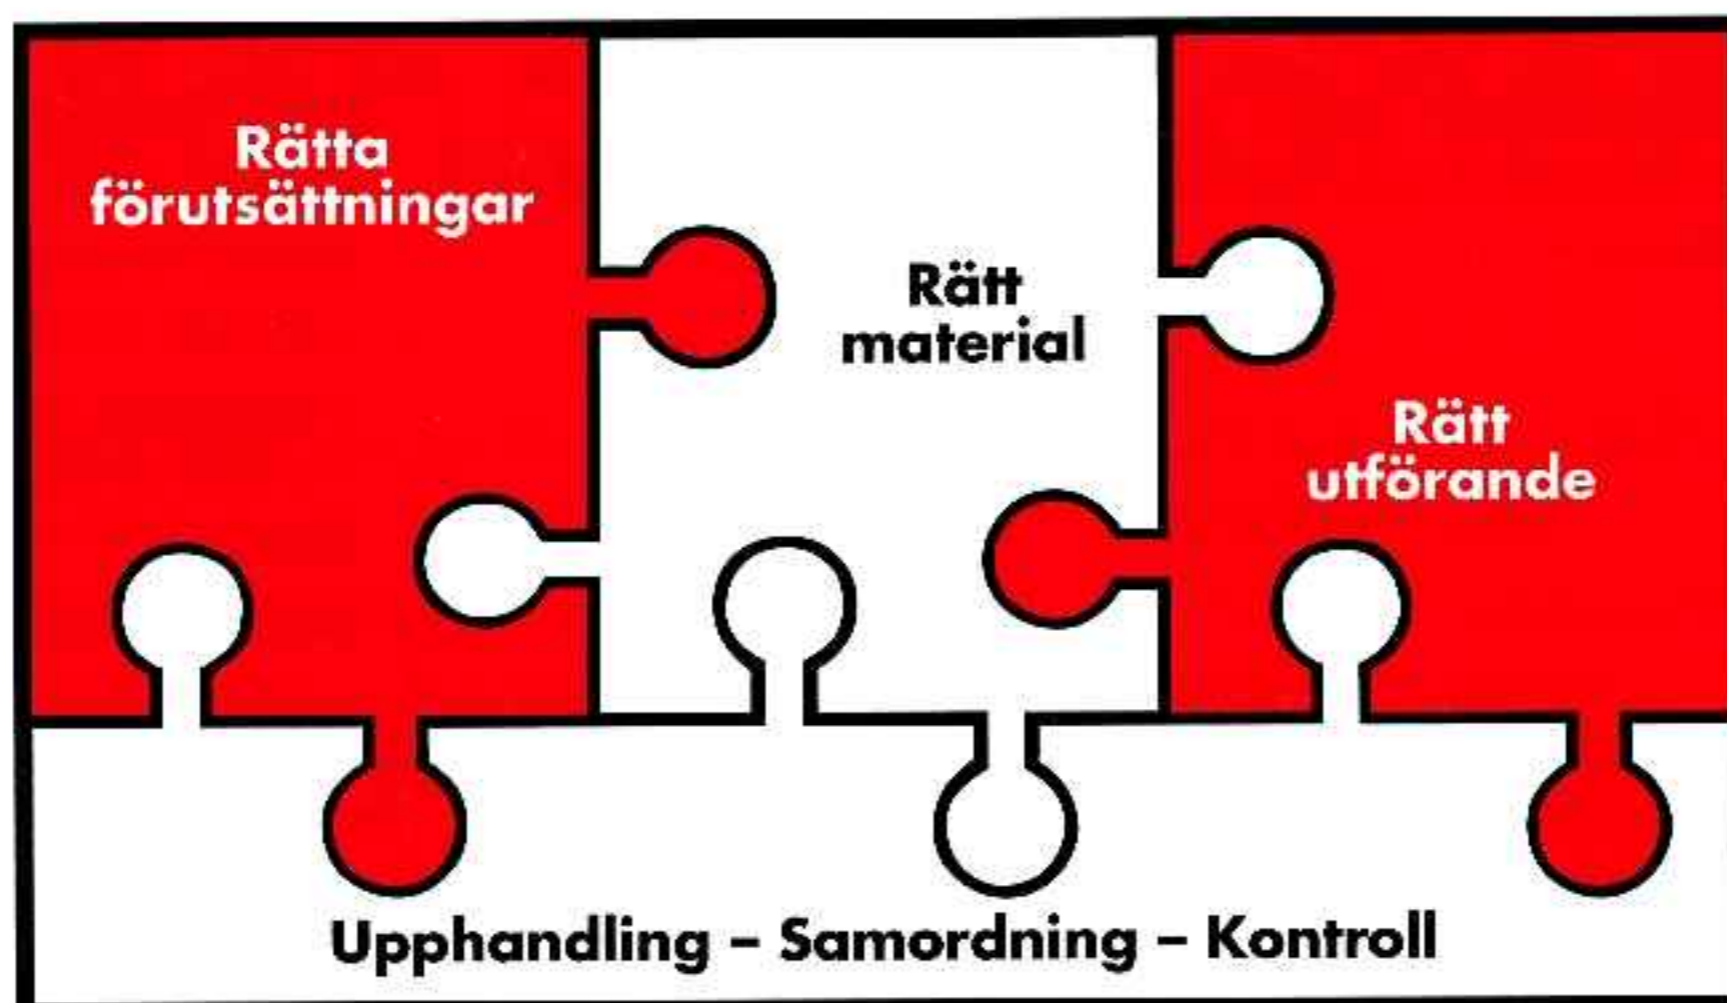 Rätta
förutsättningar
Rätt
material
Rätt
utförande
Upphandling – Samordning – Kontroll